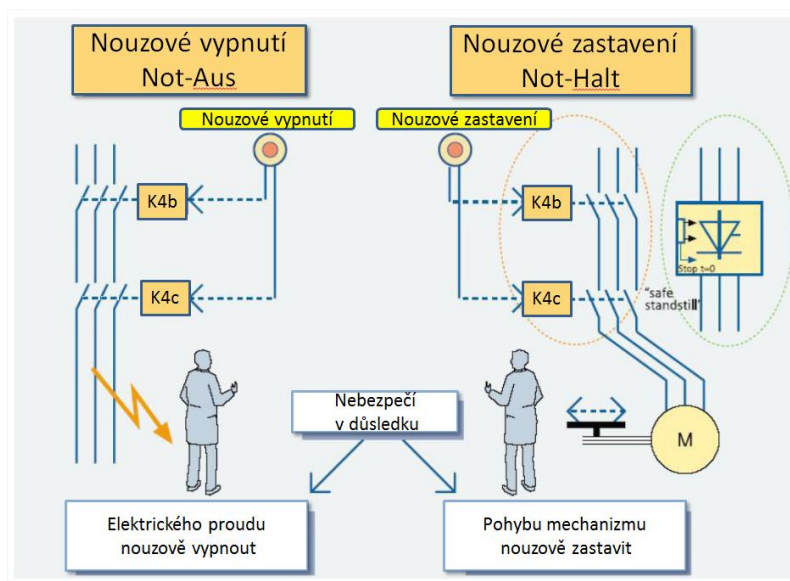 Nouzové vypnutí
Not-Aus
Nouzové zastavení
Not-Halt
Nouzové vypnutí
Nouzové zastavení
K4b
K4c
K4b
K4c
Stop t=0
"safe
standstill"
M
Nebezpečí
v důsledku
Elektrického proudu
nouzově vypnout
Pohybu mechanizmu
nouzově zastavit